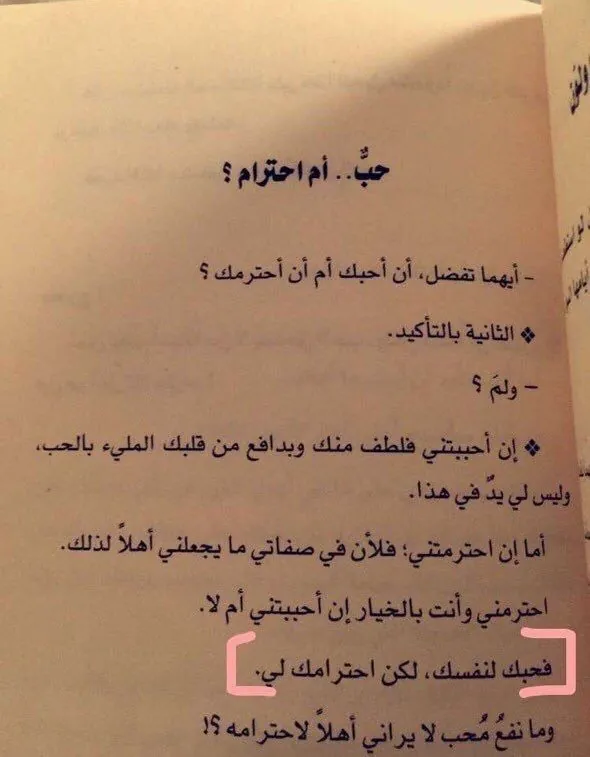 حبٌّ.. أم احترام ؟
- أيهما تفضل، أن أحبك أم أن أحترمك ؟
❖ الثانية بالتأكيد.
- ولمَ ؟
❖ إن أحببتني فلطف منك وبدافع من قلبك المليء بالحب،
وليس لي يدٌ في هذا.
أما إن احترمتني؛ فلأن في صفاتي ما يجعلني أهلاً لذلك.
احترمني وأنت بالخيار إن أحببتني أم لا.
[فحبك لنفسك، لكن احترامك لي.]
وما نفعُ مُحب لا يراني أهلاً لاحترامه ؟!